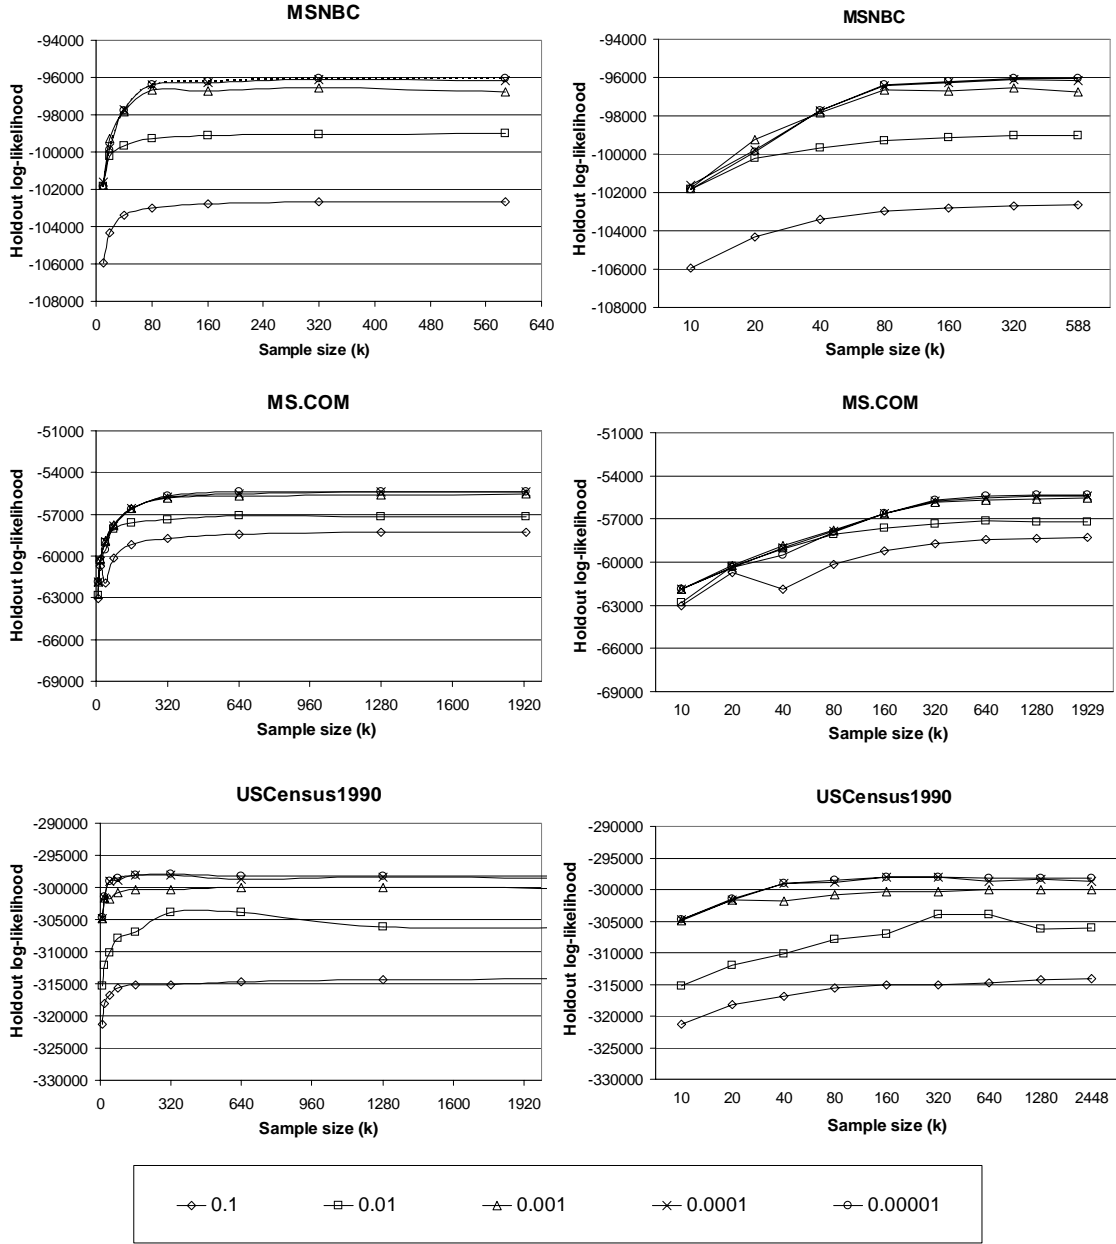 MSNBC
-94000
-96000
-98000
-100000
-102000
-104000
-106000
-108000
Holdout log-likelihood
0 80 160 240 320 400 480 560 640
Sample size (k)
MSNBC
-94000
-96000
-98000
-100000
-102000
-104000
-106000
-108000
Holdout log-likelihood
10 20 40 80 160 320 588
Sample size (k)
MS.COM
-51000
-54000
-57000
-60000
-63000
-66000
-69000
Holdout log-likelihood
0 320 640 960 1280 1600 1920
Sample size (k)
MS.COM
-51000
-54000
-57000
-60000
-63000
-66000
-69000
Holdout log-likelihood
10 20 40 80 160 320 640 1280 1929
Sample size (k)
USCensus1990
-290000
-295000
-300000
-305000
-310000
-315000
-320000
-325000
-330000
Holdout log-likelihood
0 320 640 960 1280 1600 1920
Sample size (k)
USCensus1990
-290000
-295000
-300000
-305000
-310000
-315000
-320000
-325000
-330000
Holdout log-likelihood
10 20 40 80 160 320 640 1280 2448
Sample size (k)
0.1 0.01 0.001 0.0001 0.00001